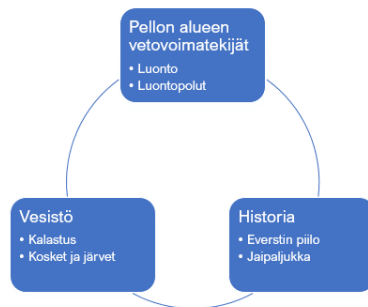 Pellon alueen
vetovoimatekijät
• Luonto
• Luontopolut
Vesistö
• Kalastus
• Kosket ja järvet
Historia
• Everstin piilo
• Jaipaljukka